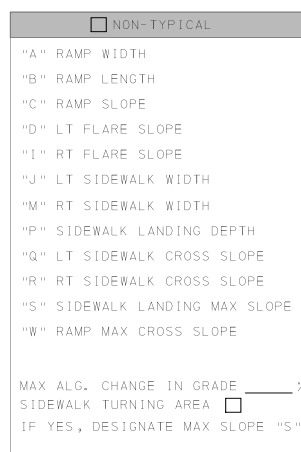 NON-TYPICAL
"A" RAMP WIDTH
"B" RAMP LENGTH
"C" RAMP SLOPE
"D" LT FLARE SLOPE
"I" RT FLARE SLOPE
"J" LT SIDEWALK WIDTH
"M" RT SIDEWALK WIDTH
"P" SIDEWALK LANDING DEPTH
"Q" LT SIDEWALK CROSS SLOPE
"R" RT SIDEWALK CROSS SLOPE
"S" SIDEWALK LANDING MAX SLOPE
"W" RAMP MAX CROSS SLOPE
MAX ALG. CHANGE IN GRADE _____ %
SIDEWALK TURNING AREA
IF YES, DESIGNATE MAX SLOPE "S"